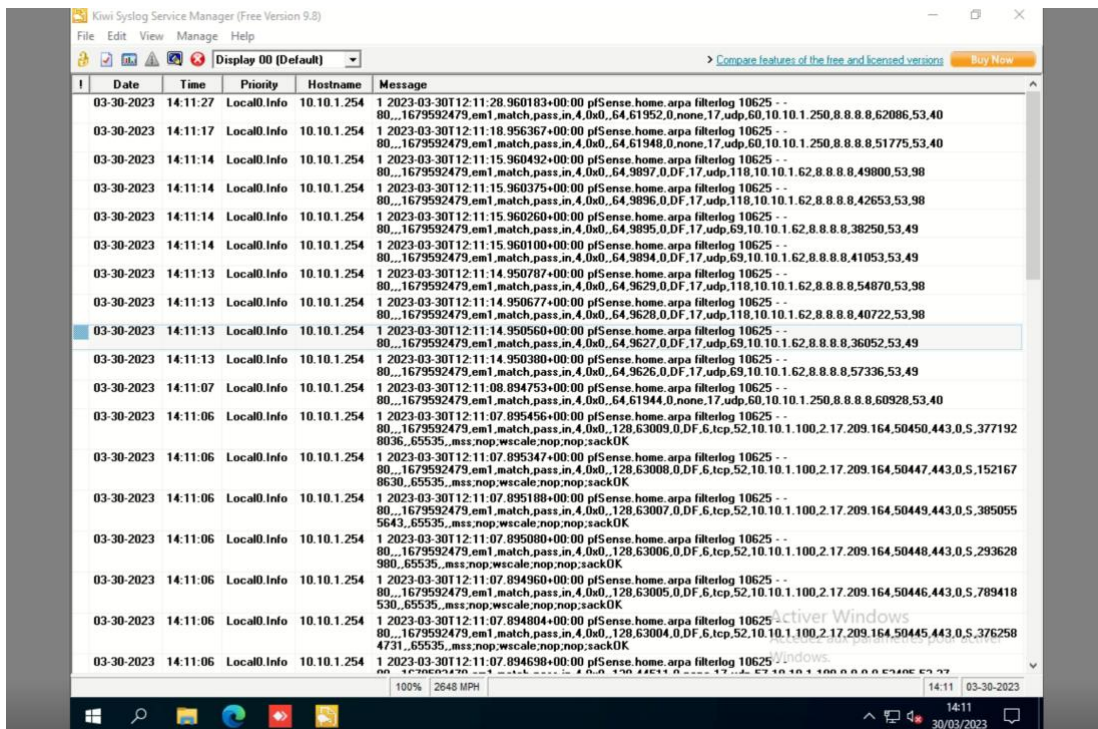 Kiwi Syslog Service Manager (Free Version 9.8)
File Edit View Manage Help
Display 00 (Default)
> Compare features of the free and licensed versions
Buy Now
! Date Time Priority Hostname Message
03-30-2023 14:11:27 Local0.Info 10.10.1.254 1 2023-03-30T12:11:28.960183+00:00 pfSense.home.arpa filterlog 10625 - -
80,,,1679592479,em1,match,pass,in,4,0x0,,64,61952,0,none,17,udp,60,10.10.1.250,8.8.8.8,62086,53,40
03-30-2023 14:11:17 Local0.Info 10.10.1.254 1 2023-03-30T12:11:18.956367+00:00 pfSense.home.arpa filterlog 10625 - -
80,,,1679592479,em1,match,pass,in,4,0x0,,64,61948,0,none,17,udp,60,10.10.1.250,8.8.8.8,51775,53,40
03-30-2023 14:11:14 Local0.Info 10.10.1.254 1 2023-03-30T12:11:15.960492+00:00 pfSense.home.arpa filterlog 10625 - -
80,,,1679592479,em1,match,pass,in,4,0x0,,64,9897,0,DF,17,udp,118,10.10.1.62,8.8.8.8,49800,53,98
03-30-2023 14:11:14 Local0.Info 10.10.1.254 1 2023-03-30T12:11:15.960375+00:00 pfSense.home.arpa filterlog 10625 - -
80,,,1679592479,em1,match,pass,in,4,0x0,,64,9896,0,DF,17,udp,118,10.10.1.62,8.8.8.8,42653,53,98
03-30-2023 14:11:14 Local0.Info 10.10.1.254 1 2023-03-30T12:11:15.960260+00:00 pfSense.home.arpa filterlog 10625 - -
80,,,1679592479,em1,match,pass,in,4,0x0,,64,9895,0,DF,17,udp,69,10.10.1.62,8.8.8.8,38250,53,49
03-30-2023 14:11:14 Local0.Info 10.10.1.254 1 2023-03-30T12:11:15.960100+00:00 pfSense.home.arpa filterlog 10625 - -
80,,,1679592479,em1,match,pass,in,4,0x0,,64,9894,0,DF,17,udp,69,10.10.1.62,8.8.8.8,41053,53,49
03-30-2023 14:11:13 Local0.Info 10.10.1.254 1 2023-03-30T12:11:14.950787+00:00 pfSense.home.arpa filterlog 10625 - -
80,,,1679592479,em1,match,pass,in,4,0x0,,64,9629,0,DF,17,udp,118,10.10.1.62,8.8.8.8,54870,53,98
03-30-2023 14:11:13 Local0.Info 10.10.1.254 1 2023-03-30T12:11:14.950677+00:00 pfSense.home.arpa filterlog 10625 - -
80,,,1679592479,em1,match,pass,in,4,0x0,,64,9628,0,DF,17,udp,118,10.10.1.62,8.8.8.8,40722,53,98
03-30-2023 14:11:13 Local0.Info 10.10.1.254 1 2023-03-30T12:11:14.950560+00:00 pfSense.home.arpa filterlog 10625 - -
80,,,1679592479,em1,match,pass,in,4,0x0,,64,9627,0,DF,17,udp,69,10.10.1.62,8.8.8.8,36052,53,49
03-30-2023 14:11:13 Local0.Info 10.10.1.254 1 2023-03-30T12:11:14.950380+00:00 pfSense.home.arpa filterlog 10625 - -
80,,,1679592479,em1,match,pass,in,4,0x0,,64,9626,0,DF,17,udp,69,10.10.1.62,8.8.8.8,57336,53,49
03-30-2023 14:11:07 Local0.Info 10.10.1.254 1 2023-03-30T12:11:08.894753+00:00 pfSense.home.arpa filterlog 10625 - -
80,,,1679592479,em1,match,pass,in,4,0x0,,64,61944,0,none,17,udp,60,10.10.1.250,8.8.8.8,60928,53,40
03-30-2023 14:11:06 Local0.Info 10.10.1.254 1 2023-03-30T12:11:07.895456+00:00 pfSense.home.arpa filterlog 10625 - -
80,,,1679592479,em1,match,pass,in,4,0x0,,128,63009,0,DF,6,tcp,52,10.10.1.100,2.17.209.164,50450,443,0,S,377192
8036,,65535,,mss;nop;wscale;nop;nop;sackOK
03-30-2023 14:11:06 Local0.Info 10.10.1.254 1 2023-03-30T12:11:07.895347+00:00 pfSense.home.arpa filterlog 10625 - -
80,,,1679592479,em1,match,pass,in,4,0x0,,128,63008,0,DF,6,tcp,52,10.10.1.100,2.17.209.164,50447,443,0,S,152167
8630,,65535,,mss;nop;wscale;nop;nop;sackOK
03-30-2023 14:11:06 Local0.Info 10.10.1.254 1 2023-03-30T12:11:07.895188+00:00 pfSense.home.arpa filterlog 10625 - -
80,,,1679592479,em1,match,pass,in,4,0x0,,128,63007,0,DF,6,tcp,52,10.10.1.100,2.17.209.164,50449,443,0,S,385055
5643,,65535,,mss;nop;wscale;nop;nop;sackOK
03-30-2023 14:11:06 Local0.Info 10.10.1.254 1 2023-03-30T12:11:07.895080+00:00 pfSense.home.arpa filterlog 10625 - -
80,,,1679592479,em1,match,pass,in,4,0x0,,128,63006,0,DF,6,tcp,52,10.10.1.100,2.17.209.164,50448,443,0,S,293628
980,,65535,,mss;nop;wscale;nop;nop;sackOK
03-30-2023 14:11:06 Local0.Info 10.10.1.254 1 2023-03-30T12:11:07.894960+00:00 pfSense.home.arpa filterlog 10625 - -
80,,,1679592479,em1,match,pass,in,4,0x0,,128,63005,0,DF,6,tcp,52,10.10.1.100,2.17.209.164,50446,443,0,S,789418
530,,65535,,mss;nop;wscale;nop;nop;sackOK
03-30-2023 14:11:06 Local0.Info 10.10.1.254 1 2023-03-30T12:11:07.894804+00:00 pfSense.home.arpa filterlog 10625 - -
80,,,1679592479,em1,match,pass,in,4,0x0,,128,63004,0,DF,6,tcp,52,10.10.1.100,2.17.209.164,50445,443,0,S,376258
4731,,65535,,mss;nop;wscale;nop;nop;sackOK
03-30-2023 14:11:06 Local0.Info 10.10.1.254 1 2023-03-30T12:11:07.894698+00:00 pfSense.home.arpa filterlog 10625 - -
Activer Windows
Accédez aux paramètres pour activer
Windows.
100% 2648 MPH 14:11 03-30-2023
14:11
30/03/2023